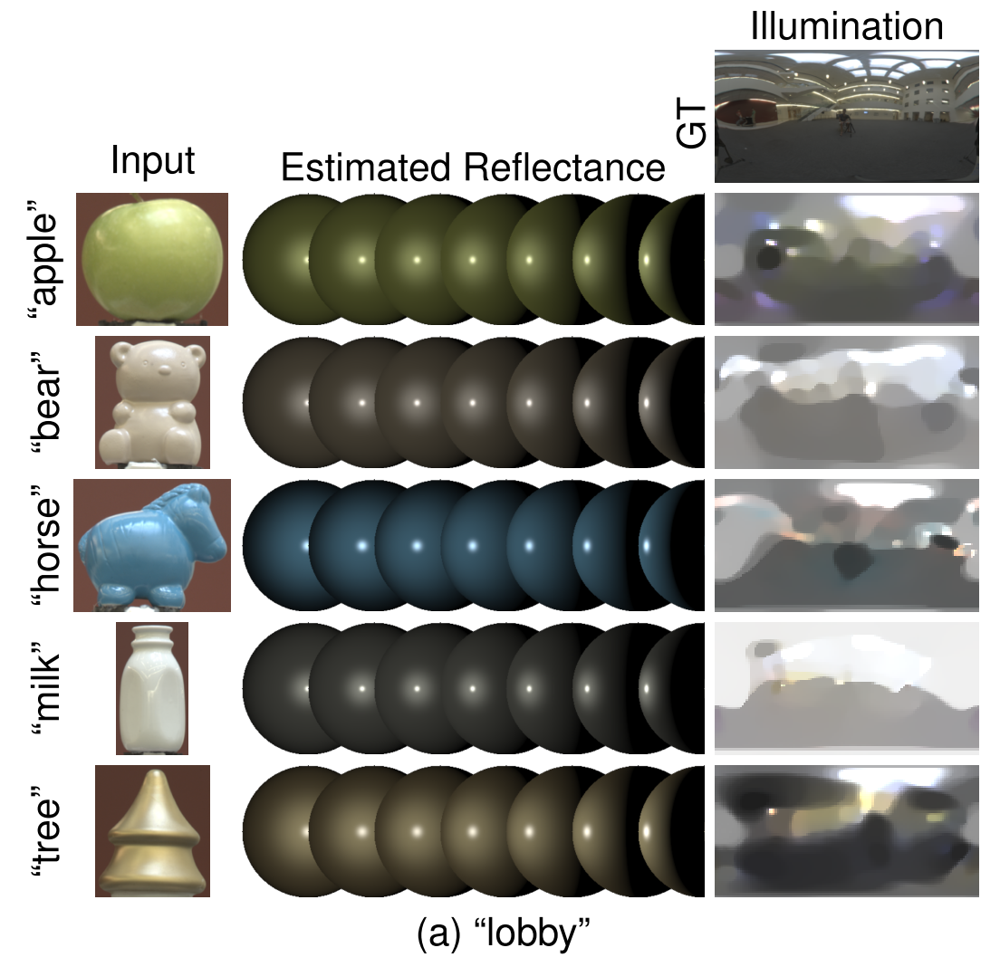 Illumination
GT
Input
Estimated Reflectance
“apple”
“bear”
“horse”
“milk”
“tree”
(a) “lobby”